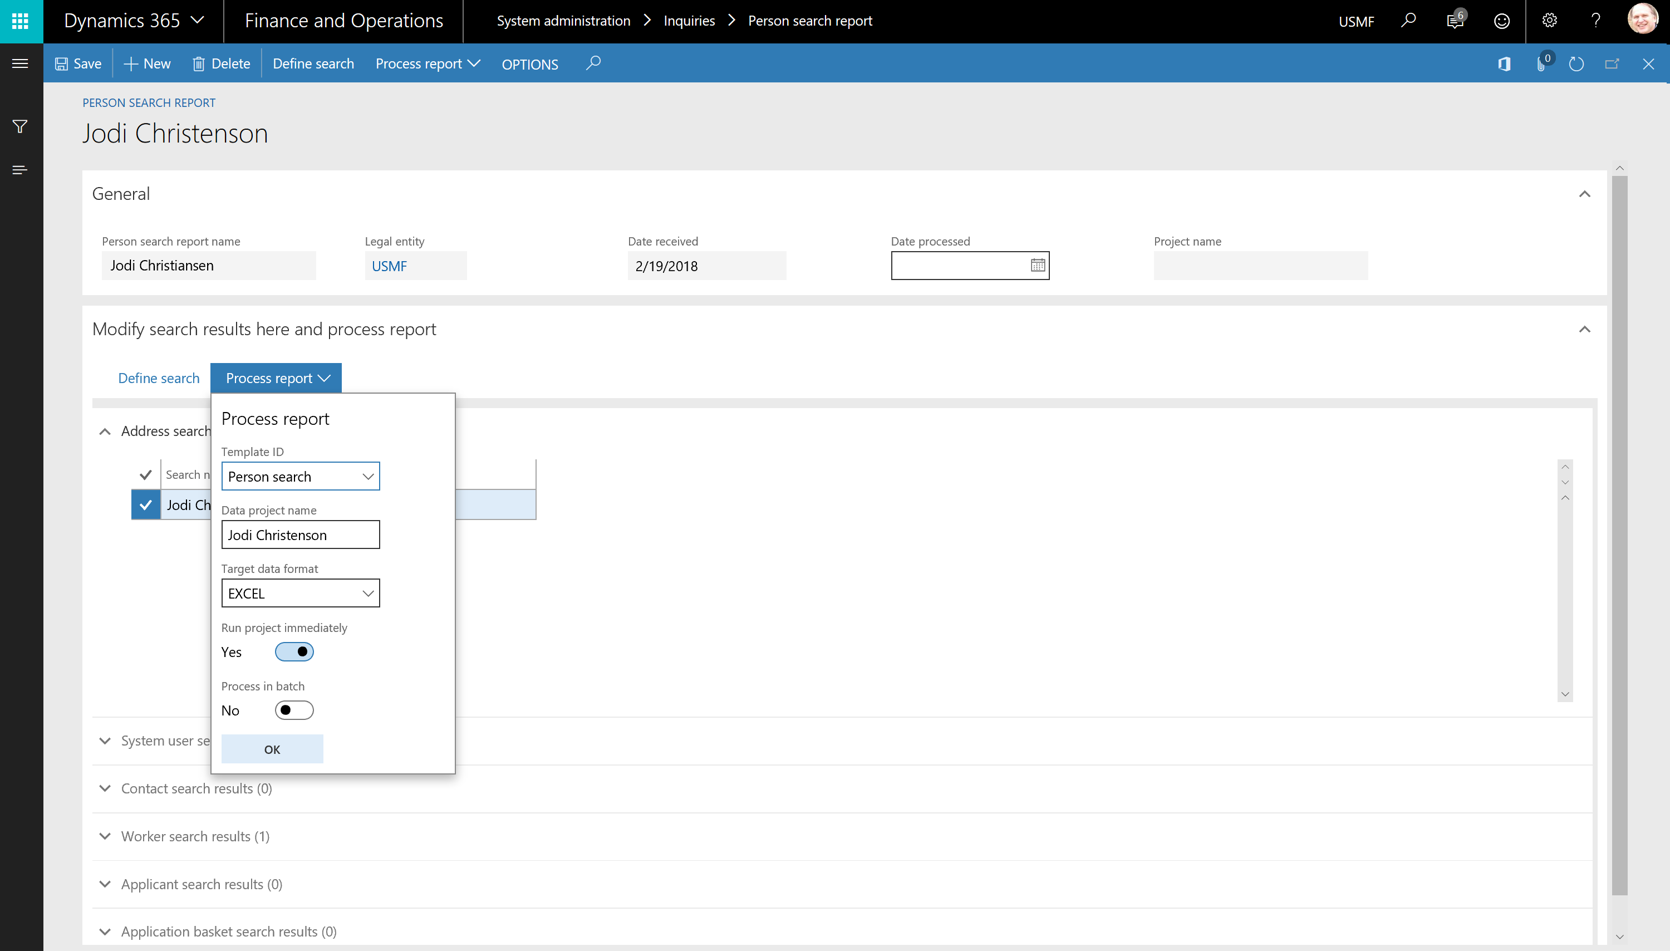 Dynamics 365
Finance and Operations
System administration > Inquiries > Person search report
USMF
6
?
Save
New
Delete
Define search
Process report
OPTIONS
0
PERSON SEARCH REPORT
Jodi Christenson
General
Person search report name
Legal entity
Date received
Date processed
Project name
Jodi Christiansen
USMF
2/19/2018
Modify search results here and process report
Define search
Process report
Process report
Address search
Template ID
Search n
Person search
Jodi Ch
Data project name
Jodi Christenson
Target data format
EXCEL
Run project immediately
Yes
Process in batch
No
OK
System user se
Contact search results (0)
Worker search results (1)
Applicant search results (0)
Application basket search results (0)